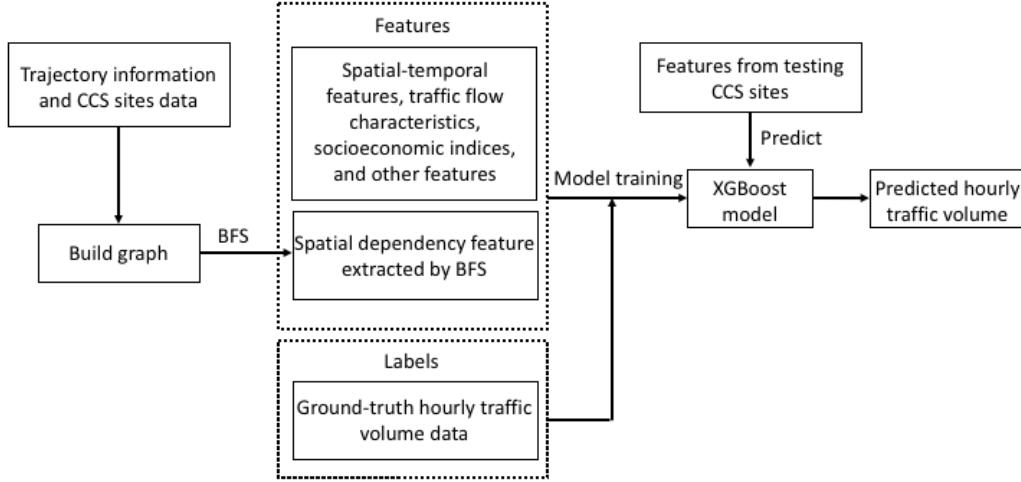 Trajectory information
and CCS sites data
Build graph
BFS
Features
Spatial-temporal
features, traffic flow
characteristics,
socioeconomic indices,
and other features
Spatial dependency feature
extracted by BFS
Labels
Ground-truth hourly traffic
volume data
Model training
Features from testing
CCS sites
Predict
XGBoost
model
Predicted hourly
traffic volume